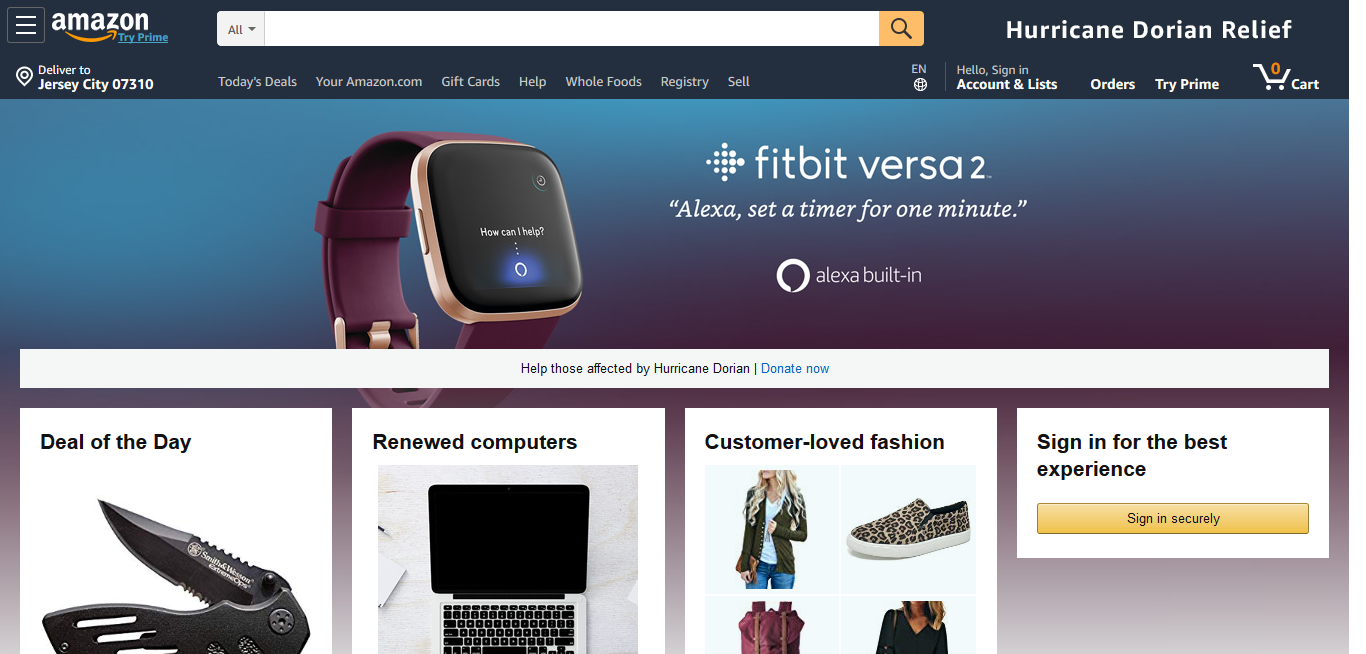 amazon
Try Prime
All
Hurricane Dorian Relief
Deliver to
Jersey City 07310
Today's Deals Your Amazon.com Gift Cards Help Whole Foods Registry Sell
EN
Hello, Sign in
Account & Lists
Orders
Try Prime
0
Cart
fitbit versa 2™
“Alexa, set a timer for one minute.”
How can I help?
alexa built-in
Help those affected by Hurricane Dorian | Donate now
Deal of the Day
Smith&Wesson
ExtremeOps
Renewed computers
Customer-loved fashion
Sign in for the best
experience
Sign in securely